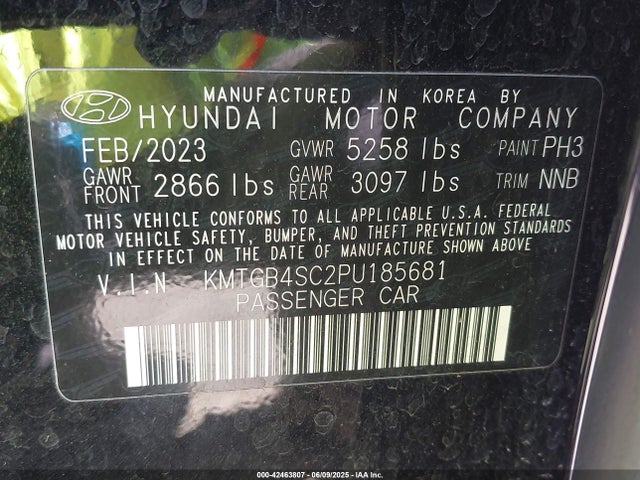 MANUFACTURED IN KOREA BY
HYUNDAI MOTOR COMPANY
FEB/2023 GVWR 5258 lbs PAINT PH3
GAWR FRONT 2866 lbs GAWR REAR 3097 lbs TRIM NNB
THIS VEHICLE CONFORMS TO ALL APPLICABLE U.S.A. FEDERAL
MOTOR VEHICLE SAFETY, BUMPER, AND THEFT PREVENTION STANDARDS
IN EFFECT ON THE DATE OF MANUFACTURE SHOWN ABOVE.
V.I.N KMTGB4SC2PU185681
PASSENGER CAR
000-42463807 - 06/09/2025 - IAA Inc.